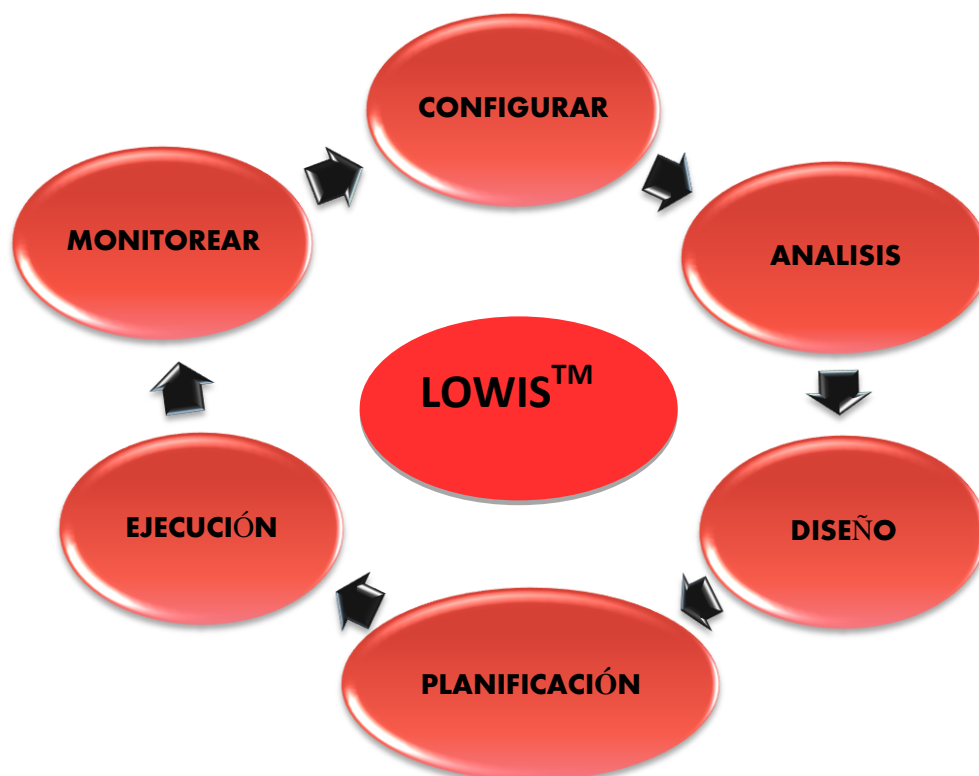 CONFIGURAR
ANALISIS
DISEÑO
PLANIFICACIÓN
EJECUCIÓN
MONITOREAR
LOWIS™